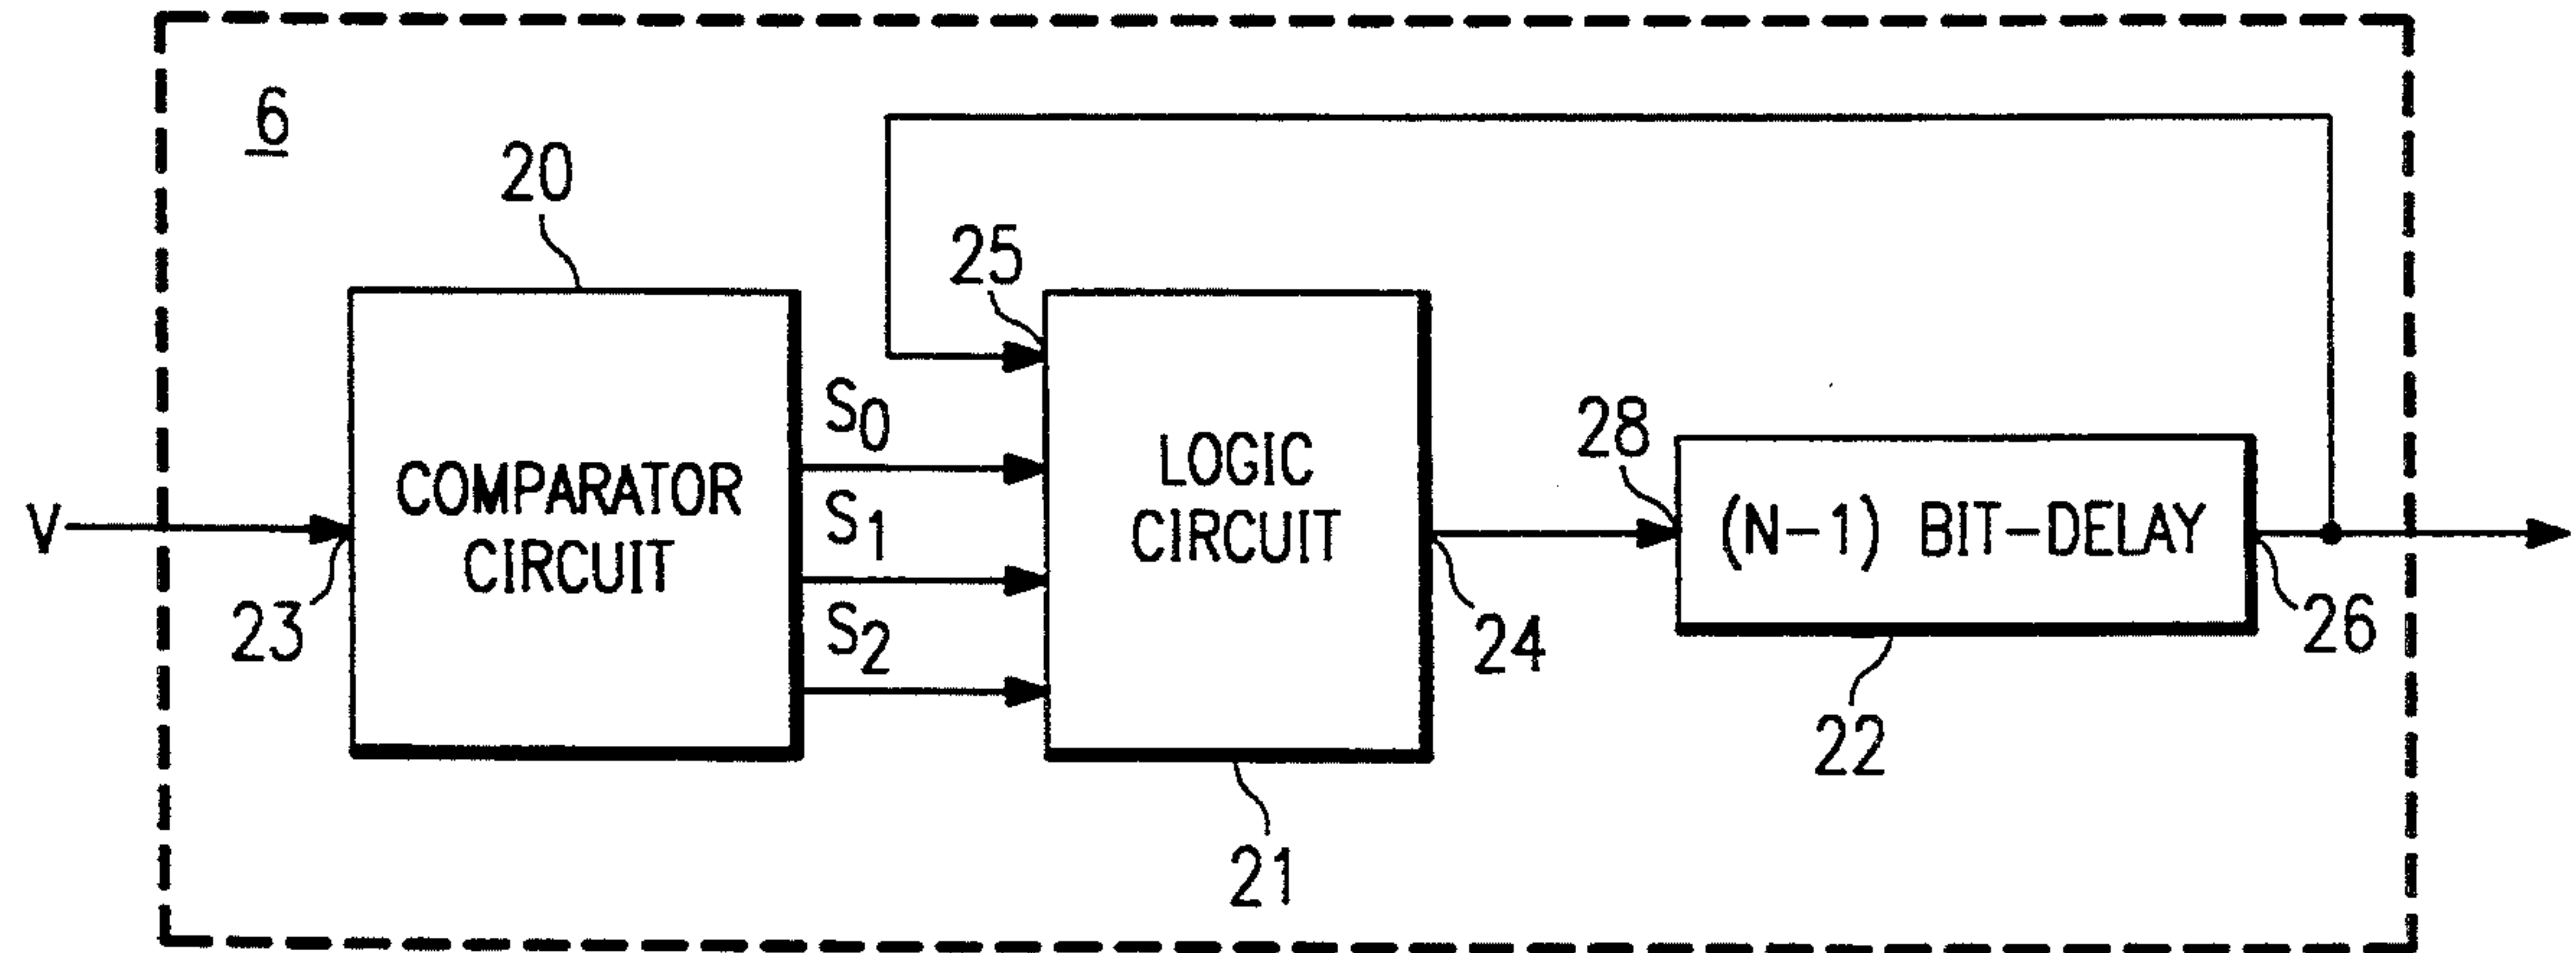 6
20
25
S0
S1
S2
COMPARATOR
CIRCUIT
LOGIC
CIRCUIT
28
(N-1) BIT-DELAY
V
23
24
26
22
21